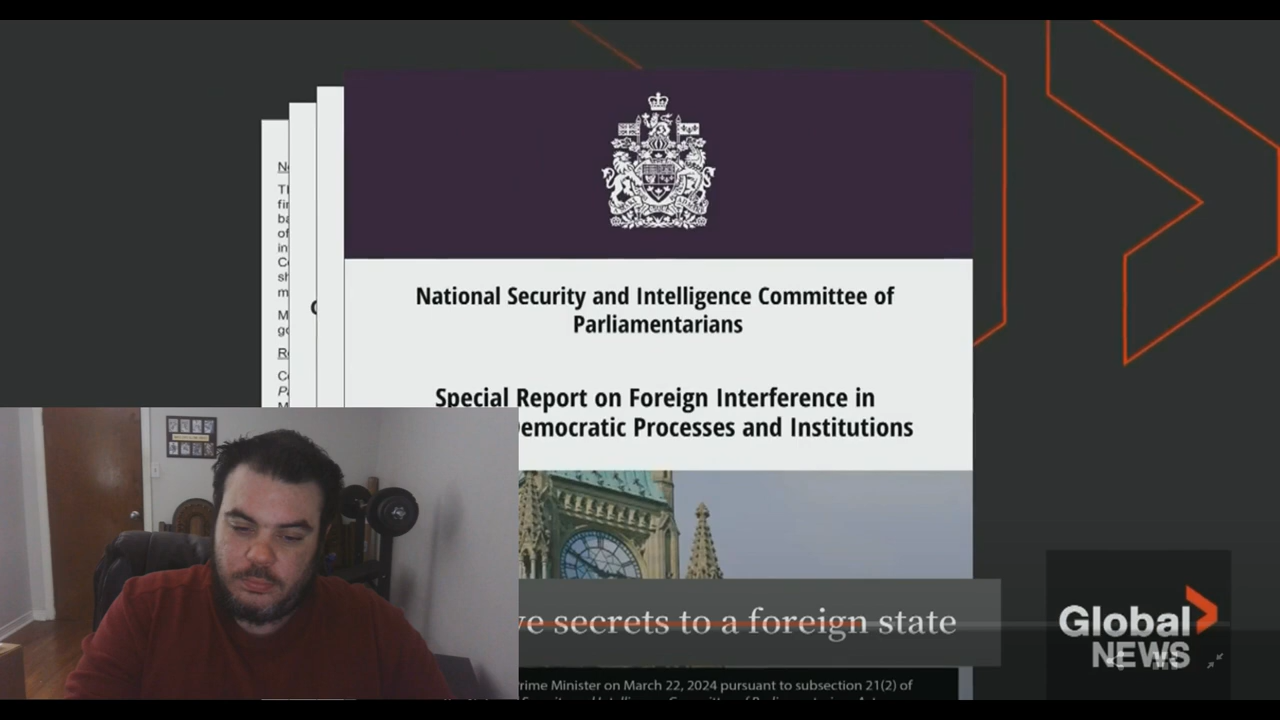 National Security and Intelligence Committee of
Parliamentarians
Special Report on Foreign Interference in
Democratic Processes and Institutions
ve secrets to a foreign state
rime Minister on March 22, 2024 pursuant to subsection 21(2) of
Global
NEWS